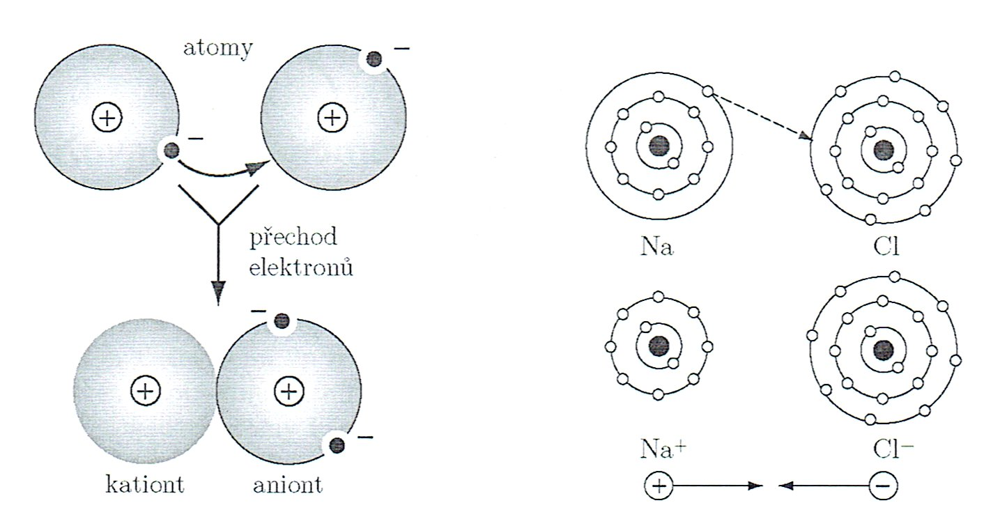 atomy
−
−
+
+
přechod
elektronů
−
−
+
+
kationt
aniont
Na
Cl
Na⁺
Cl⁻
+
−